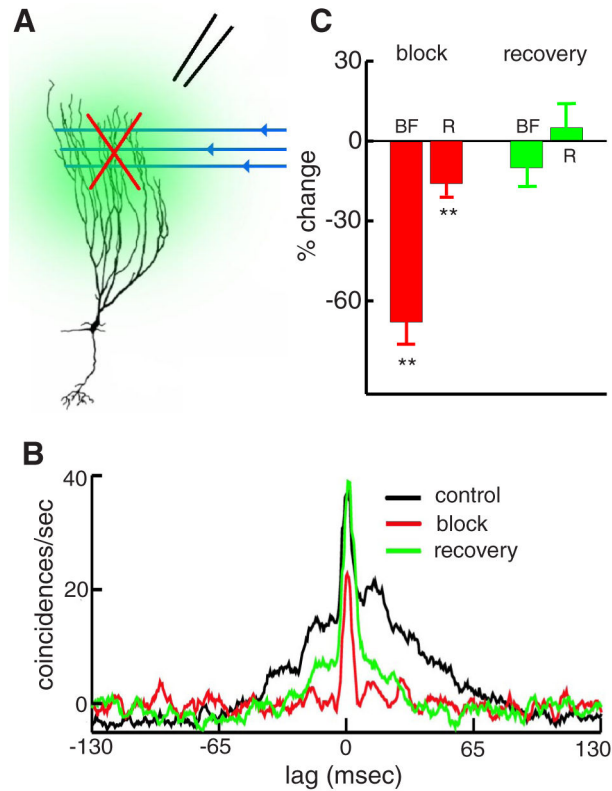 A
C
block recovery
30
0
-30
-60
% change
BF R
BF
R
**
**
B
coincidences/sec
40
20
0
control
block
recovery
-130 -65 0 65 130
lag (msec)